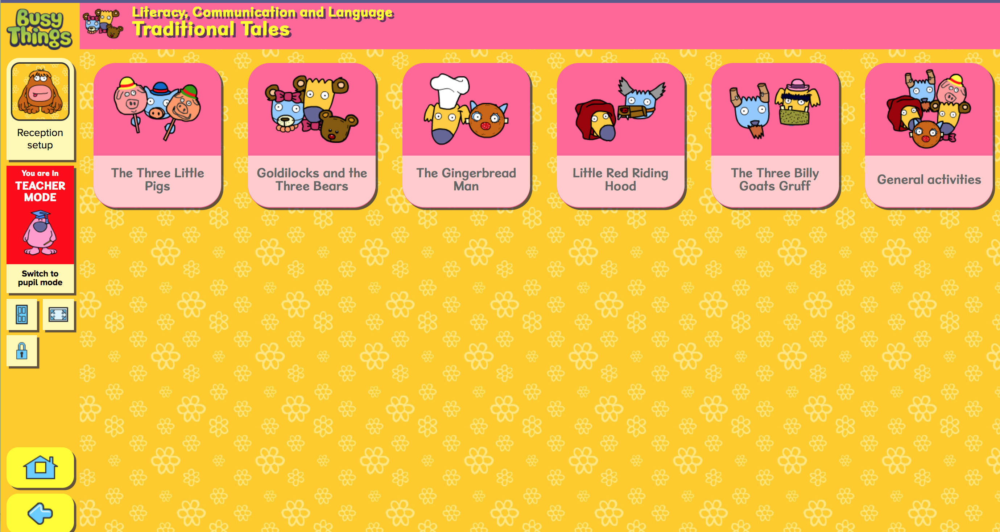 Busy
Things
Literacy, Communication and Language
Traditional Tales
Reception
setup
You are in
TEACHER
MODE
Switch to
pupil mode
The Three Little
Pigs
Goldilocks and the
Three Bears
The Gingerbread
Man
Little Red Riding
Hood
The Three Billy
Goats Gruff
General activities